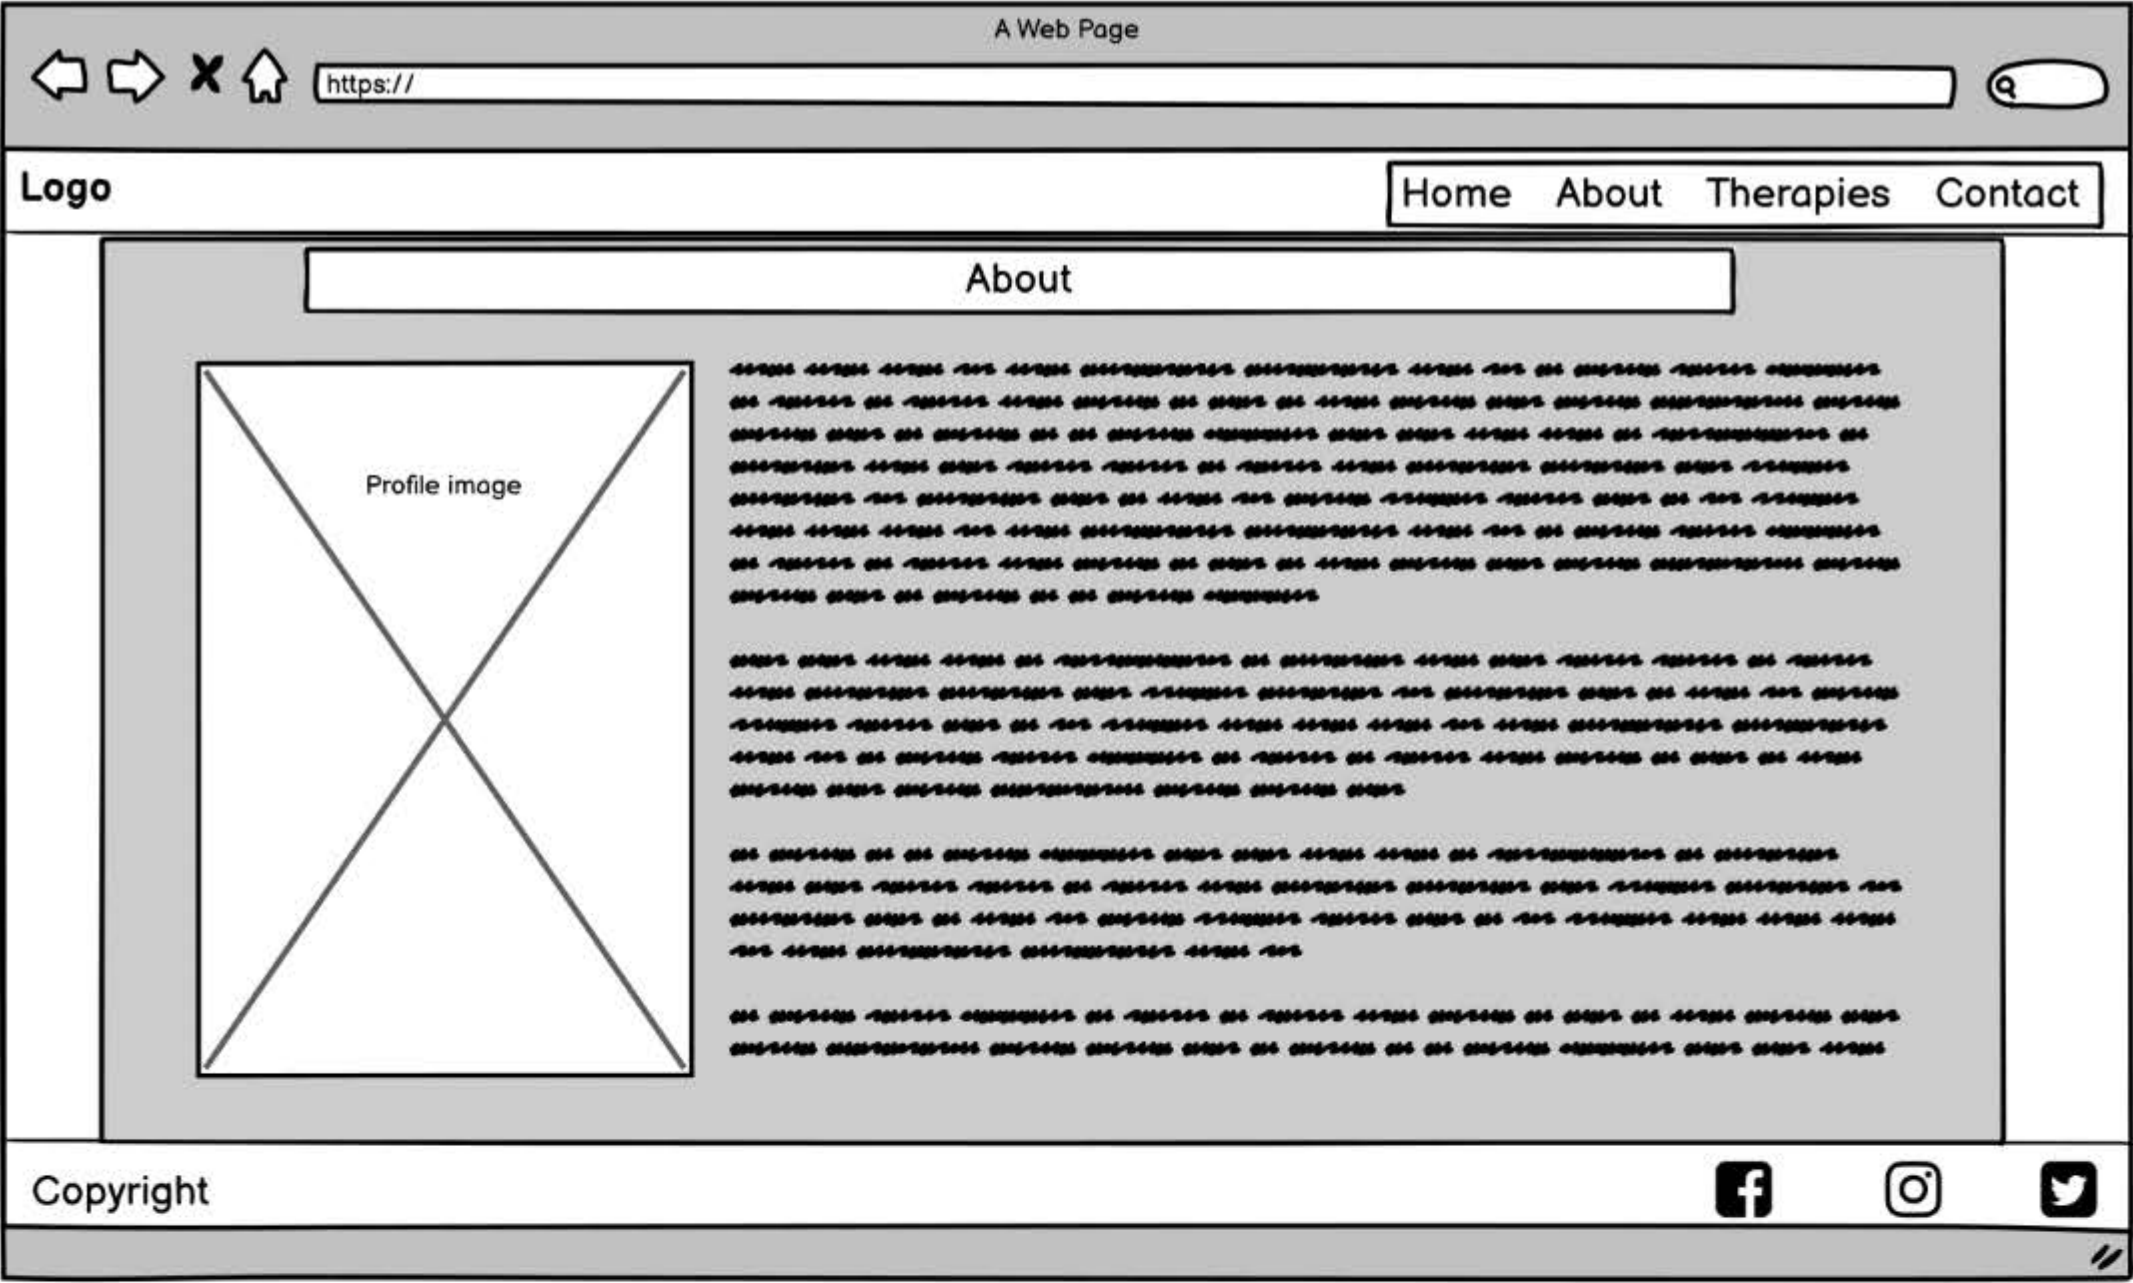 A Web Page
https://
Logo
Home About Therapies Contact
About
Profile image
Copyright